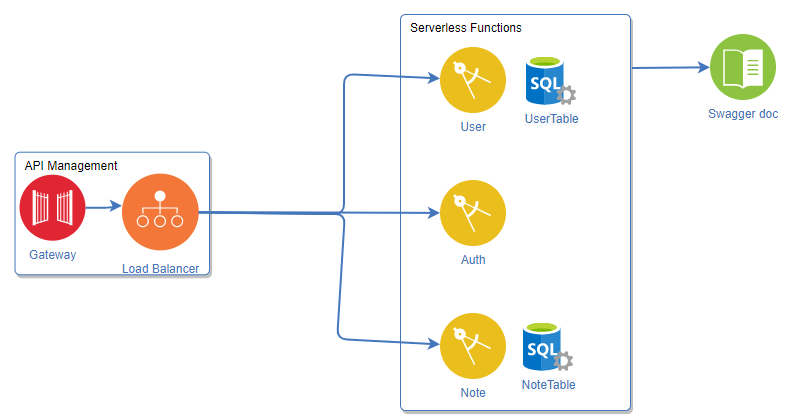 Serverless Functions
SQL
User
UserTable
Swagger doc
API Management
Gateway
Load Balancer
Auth
SQL
Note
NoteTable